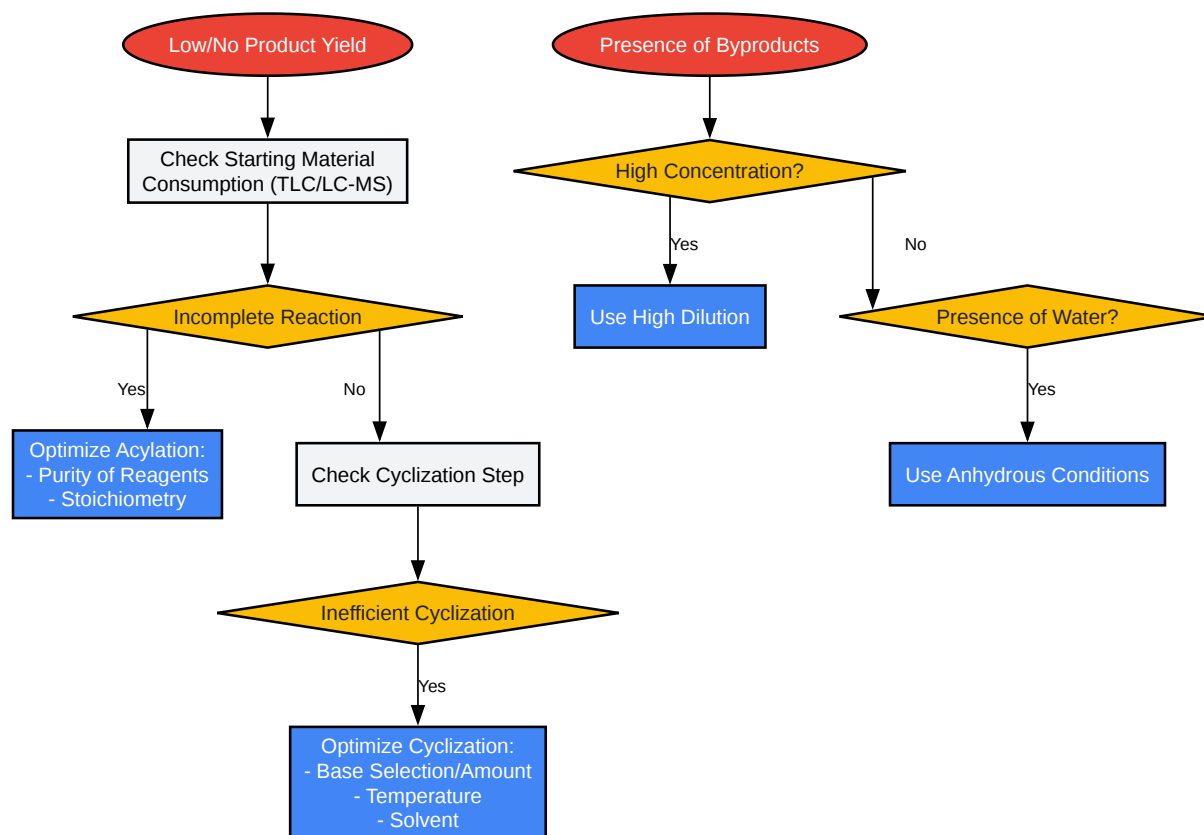 Low/No Product Yield
Presence of Byproducts
Check Starting Material
Consumption (TLC/LC-MS)
High Concentration?
Yes
No
Use High Dilution
Incomplete Reaction
Presence of Water?
Yes
No
Yes
Optimize Acylation:
- Purity of Reagents
- Stoichiometry
Check Cyclization Step
Use Anhydrous Conditions
Inefficient Cyclization
Yes
Optimize Cyclization:
- Base Selection/Amount
- Temperature
- Solvent